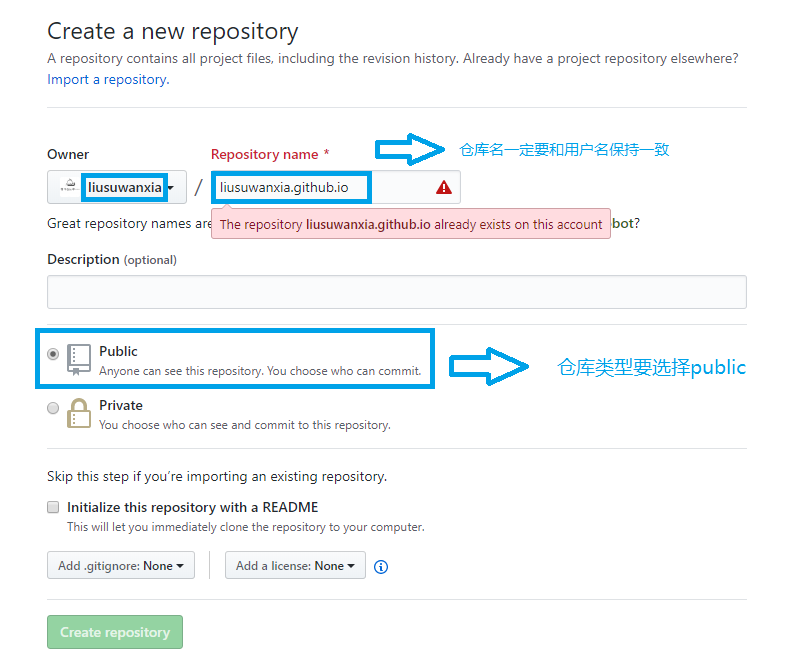 Create a new repository
A repository contains all project files, including the revision history. Already have a project repository elsewhere?
Import a repository.
Owner
Repository name *
仓库名一定要和用户名保持一致
liusuwanxia / liusuwanxia.github.io
Great repository names are
bot?
The repository liusuwanxia.github.io already exists on this account
Description (optional)
Public
Anyone can see this repository. You choose who can commit.
仓库类型要选择public
Private
You choose who can see and commit to this repository.
Skip this step if you're importing an existing repository.
Initialize this repository with a README
This will let you immediately clone the repository to your computer.
Add .gitignore: None
Add a license: None
Create repository